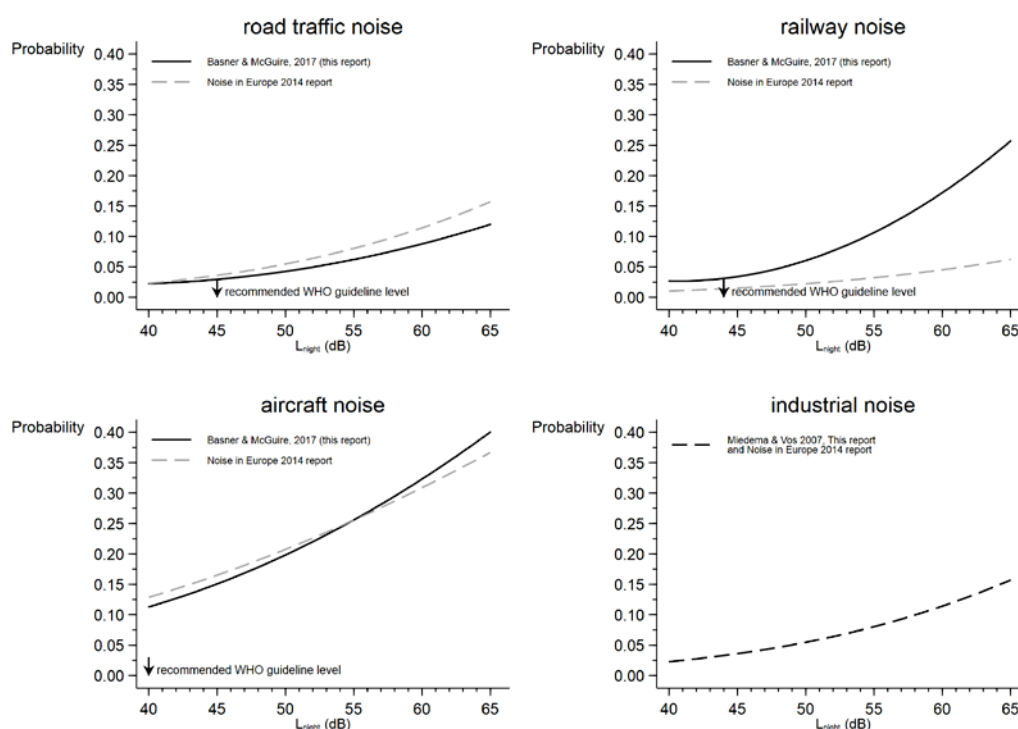 road traffic noise
Probability
0.40
0.35
0.30
0.25
0.20
0.15
0.10
0.05
0.00
Basner & McGuire, 2017 (this report)
Noise in Europe 2014 report
recommended WHO guideline level
40 45 50 55 60 65
Lnight (dB)
railway noise
Probability
0.40
0.35
0.30
0.25
0.20
0.15
0.10
0.05
0.00
Basner & McGuire, 2017 (this report)
Noise in Europe 2014 report
recommended WHO guideline level
40 45 50 55 60 65
Lnight (dB)
aircraft noise
Probability
0.40
0.35
0.30
0.25
0.20
0.15
0.10
0.05
0.00
Basner & McGuire, 2017 (this report)
Noise in Europe 2014 report
recommended WHO guideline level
40 45 50 55 60 65
Lnight (dB)
industrial noise
Probability
0.40
0.35
0.30
0.25
0.20
0.15
0.10
0.05
0.00
Miedema & Vos 2007, This report
and Noise in Europe 2014 report
40 45 50 55 60 65
Lnight (dB)